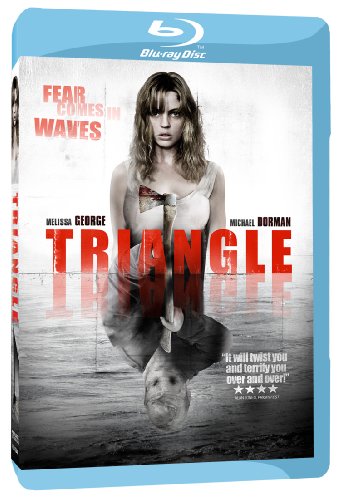 Blu-ray Disc™
FEAR
COMES IN
WAVES
MELISSA GEORGE
MICHAEL DORMAN
TRIANGLE
TRIANGLE
"It will twist you
and terrify you
over and over!"
★★★★